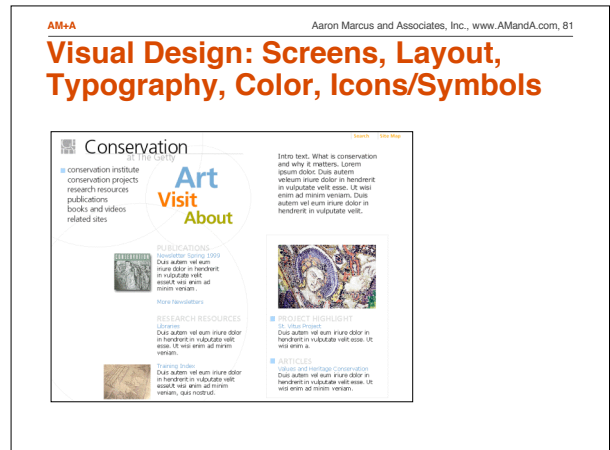 AM+A
Aaron Marcus and Associates, Inc., www.AMandA.com, 81
Visual Design: Screens, Layout,
Typography, Color, Icons/Symbols
Search | Site Map
Conservation
at The Getty
conservation institute
conservation projects
research resources
publications
books and videos
related sites
Art
Visit
About
Intro text. What is conservation
and why it matters. Lorem
ipsum dolor. Duis autem
veleum iriure dolor in hendrerit
in vulputate velit esse. Ut wisi
enim ad minim veniam, Duis
autem vel eum iriure dolor in
hendrerit in vulputate velit.
PUBLICATIONS
Newsletter Spring 1999
Duis autem vel eum
iriure dolor in hendrerit
in vulputate velit
esseUt wisi enim ad
minim veniam.
More Newsletters
CONSERVATION
RESEARCH RESOURCES
Libraries
Duis autem vel eum iriure dolor
in hendrerit in vulputate velit
esse. Ut wisi enim ad minim
veniam.
Training Index
Duis autem vel eum iriure dolor
in hendrerit in vulputate velit
esseUt wisi enim ad minim
veniam, quis nostrud.
PROJECT HIGHLIGHT
St. Vitus Project
Duis autem vel eum iriure dolor in
hendrerit in vulputate velit esse. Ut
wisi enim a.
ARTICLES
Values and Heritage Conservation
Duis autem vel eum iriure dolor in
hendrerit in vulputate velit esse. Ut
wisi enim ad minim veniam.